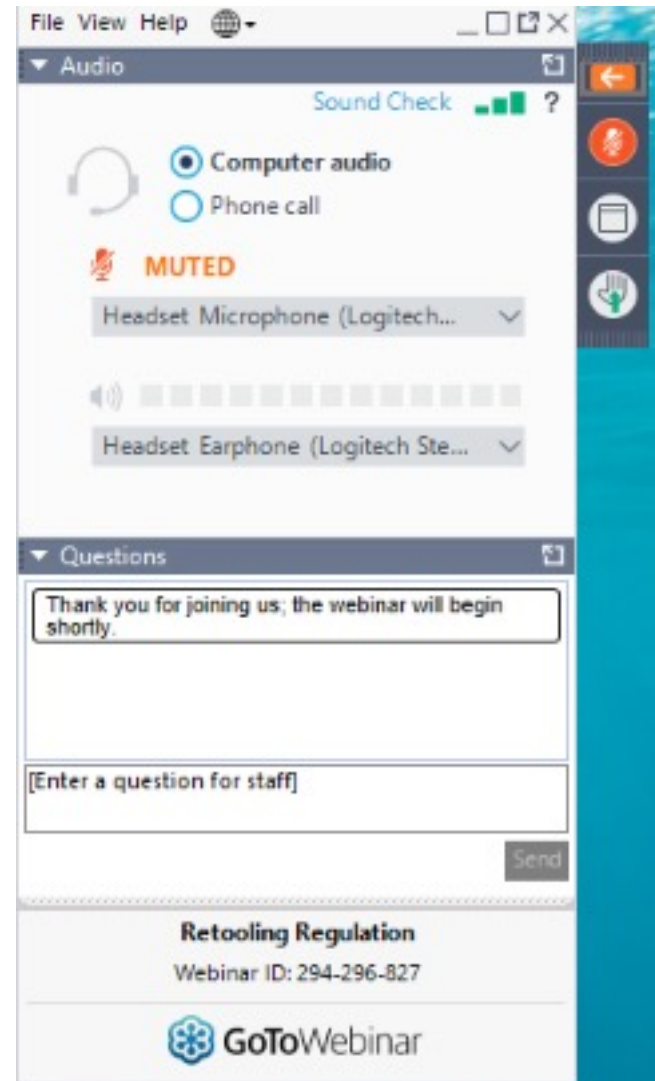 File View Help
Audio
Sound Check ?
Computer audio
Phone call
MUTED
Headset Microphone (Logitech...
Headset Earphone (Logitech Ste...
Questions
Thank you for joining us; the webinar will begin
shortly.
[Enter a question for staff]
Send
Retooling Regulation
Webinar ID: 294-296-827
GoToWebinar